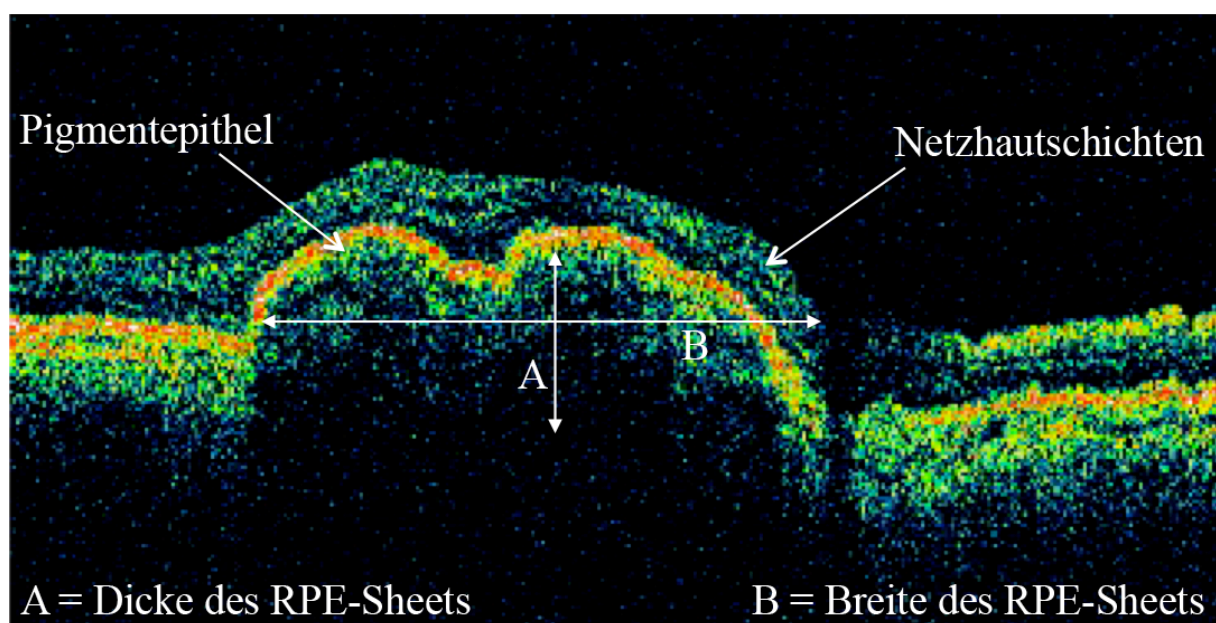 Pigmentepithel
Netzhautschichten
B
A
A = Dicke des RPE-Sheets
B = Breite des RPE-Sheets